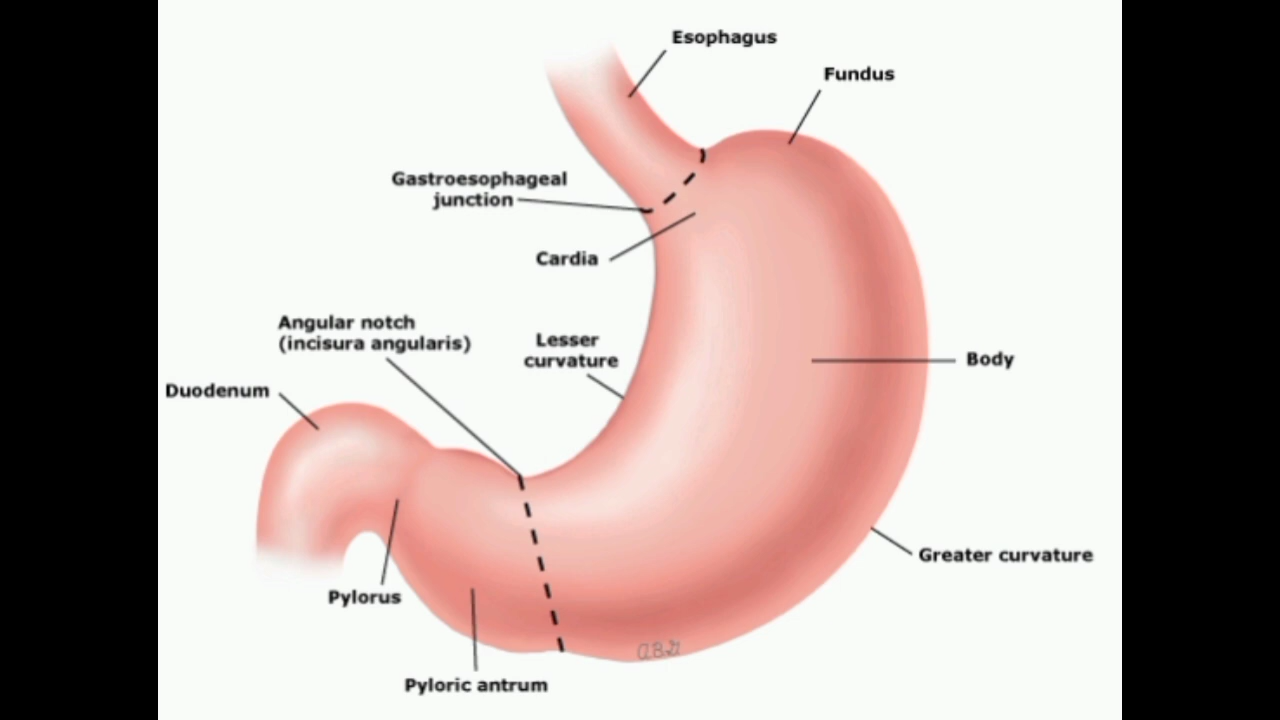 Esophagus
Fundus
Gastroesophageal
junction
Cardia
Angular notch
(incisura angularis)
Lesser
curvature
Body
Duodenum
Greater curvature
Pylorus
Pyloric antrum